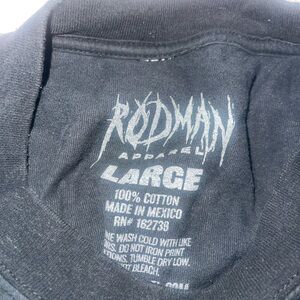 RODMAN
APPAREL
LARGE
100% COTTON
MADE IN MEXICO
RN# 162738
WASH COLD WITH LIKE
DO NOT IRON PRINT
TUMBLE DRY LOW.
BLEACH.